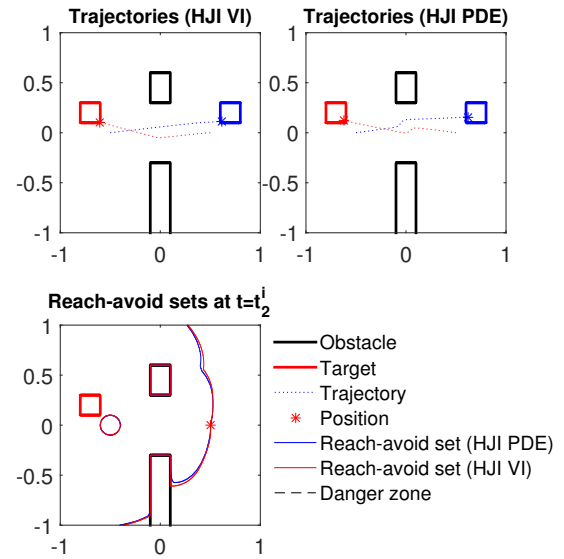 Trajectories (HJI VI)
Trajectories (HJI PDE)
1
0.5
0
-0.5
-1
-1 0 1
1
0.5
0
-0.5
-1
-1 0 1
Reach-avoid sets at t=t₂ⁱ
1
0.5
0
-0.5
-1
-1 0 1
Obstacle
Target
Trajectory
Position
Reach-avoid set (HJI PDE)
Reach-avoid set (HJI VI)
Danger zone